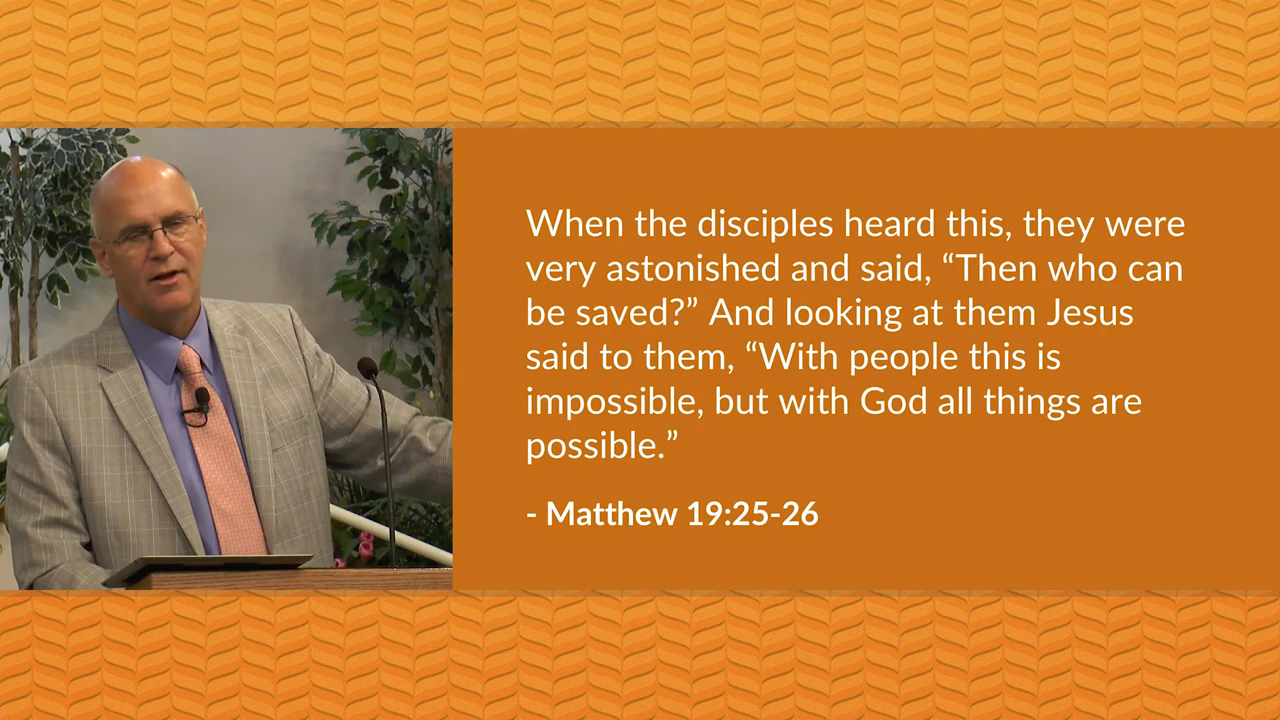 When the disciples heard this, they were
very astonished and said, “Then who can
be saved?” And looking at them Jesus
said to them, “With people this is
impossible, but with God all things are
possible.”
- Matthew 19:25-26